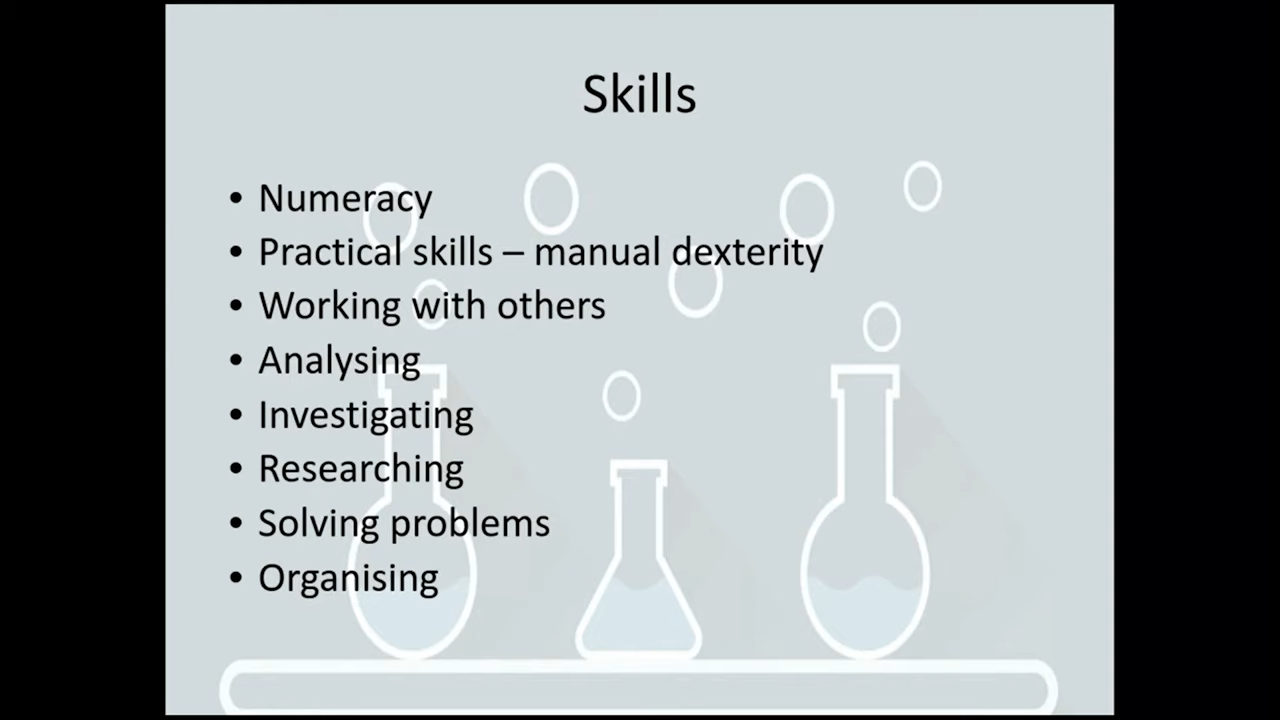 Skills
• Numeracy
• Practical skills – manual dexterity
• Working with others
• Analysing
• Investigating
• Researching
• Solving problems
• Organising